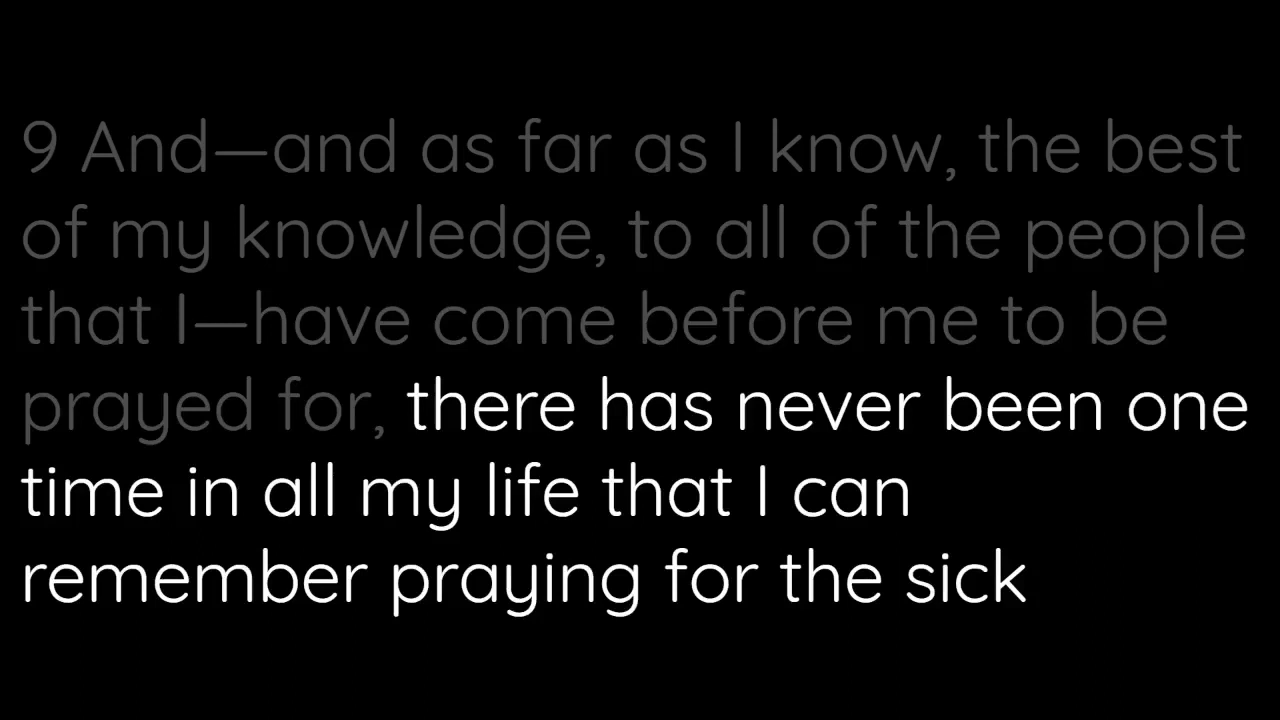 9 And—and as far as I know, the best
of my knowledge, to all of the people
that I—have come before me to be
prayed for, there has never been one
time in all my life that I can
remember praying for the sick